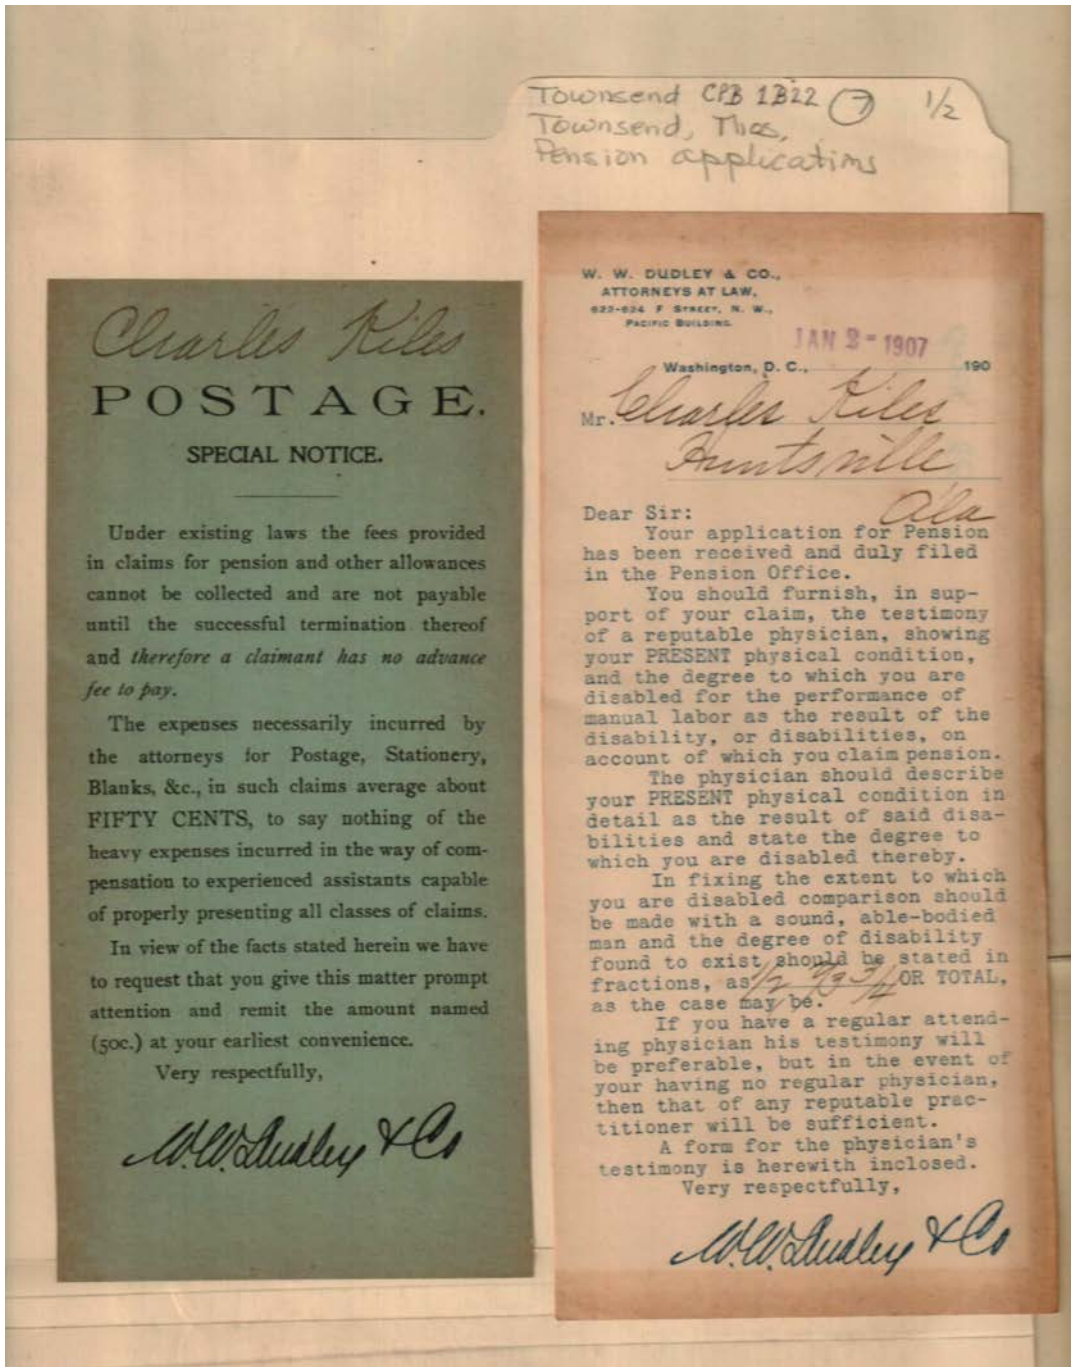 Townsend CPB 1B22 7 1/2
Townsend, Thos,
Pension applications
Charles Kiles
POSTAGE.
SPECIAL NOTICE.
Under existing laws the fees provided
in claims for pension and other allowances
cannot be collected and are not payable
until the successful termination thereof
and therefore a claimant has no advance
fee to pay.
The expenses necessarily incurred by
the attorneys for Postage, Stationery,
Blanks, &c., in such claims average about
FIFTY CENTS, to say nothing of the
heavy expenses incurred in the way of com-
pensation to experienced assistants capable
of properly presenting all classes of claims.
In view of the facts stated herein we have
to request that you give this matter prompt
attention and remit the amount named
(50c.) at your earliest convenience.
Very respectfully,
W.W. Dudley & Co
W. W. DUDLEY & CO.,
ATTORNEYS AT LAW,
622-624 F STREET, N. W.,
PACIFIC BUILDING.
JAN 3 - 1907
Washington, D. C., 190
Mr. Charles Kiles
Huntsville
Ala
Dear Sir:
Your application for Pension
has been received and duly filed
in the Pension Office.
You should furnish, in sup-
port of your claim, the testimony
of a reputable physician, showing
your PRESENT physical condition,
and the degree to which you are
disabled for the performance of
manual labor as the result of the
disability, or disabilities, on
account of which you claim pension.
The physician should describe
your PRESENT physical condition in
detail as the result of said disa-
bilities and state the degree to
which you are disabled thereby.
In fixing the extent to which
you are disabled comparison should
be made with a sound, able-bodied
man and the degree of disability
found to exist should be stated in
fractions, as 1/2 2/3 3/4 OR TOTAL,
as the case may be.
If you have a regular attend-
ing physician his testimony will
be preferable, but in the event of
your having no regular physician,
then that of any reputable prac-
titioner will be sufficient.
A form for the physician's
testimony is herewith inclosed.
Very respectfully,
W.W. Dudley & Co